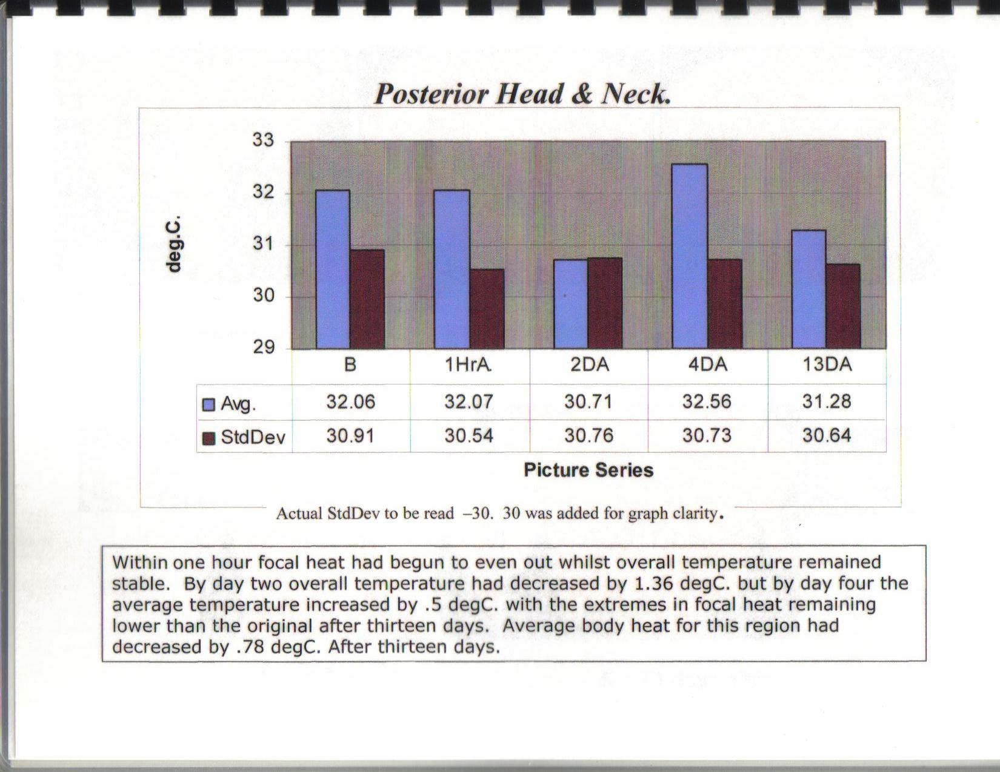 Posterior Head & Neck.
33
32
31
30
29
deg.C.
B 1HrA. 2DA 4DA 13DA
Avg. 32.06 32.07 30.71 32.56 31.28
StdDev 30.91 30.54 30.76 30.73 30.64
Picture Series
Actual StdDev to be read –30. 30 was added for graph clarity.
Within one hour focal heat had begun to even out whilst overall temperature remained
stable. By day two overall temperature had decreased by 1.36 degC. but by day four the
average temperature increased by .5 degC. with the extremes in focal heat remaining
lower than the original after thirteen days. Average body heat for this region had
decreased by .78 degC. After thirteen days.